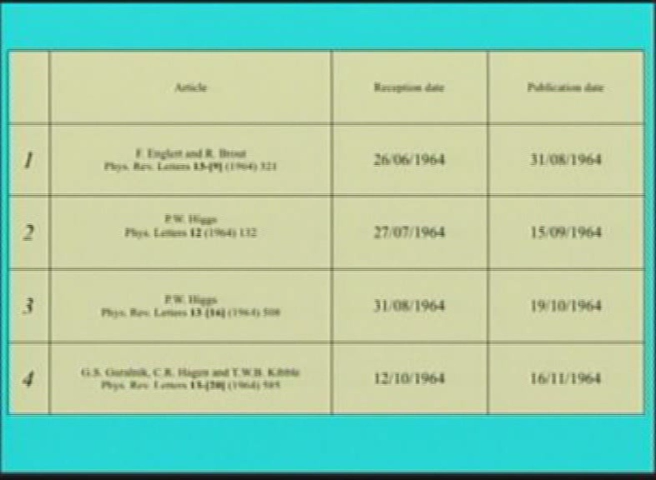 Article Reception date Publication date
1 F. Englert and R. Brout 26/06/1964 31/08/1964
Phys. Rev. Letters 13-[9] (1964) 321
2 P.W. Higgs 27/07/1964 15/09/1964
Phys. Letters 12 (1964) 132
3 P.W. Higgs 31/08/1964 19/10/1964
Phys. Rev. Letters 13-[16] (1964) 508
4 G.S. Guralnik, C.R. Hagen and T.W.B. Kibble 12/10/1964 16/11/1964
Phys. Rev. Letters 13-[20] (1964) 585